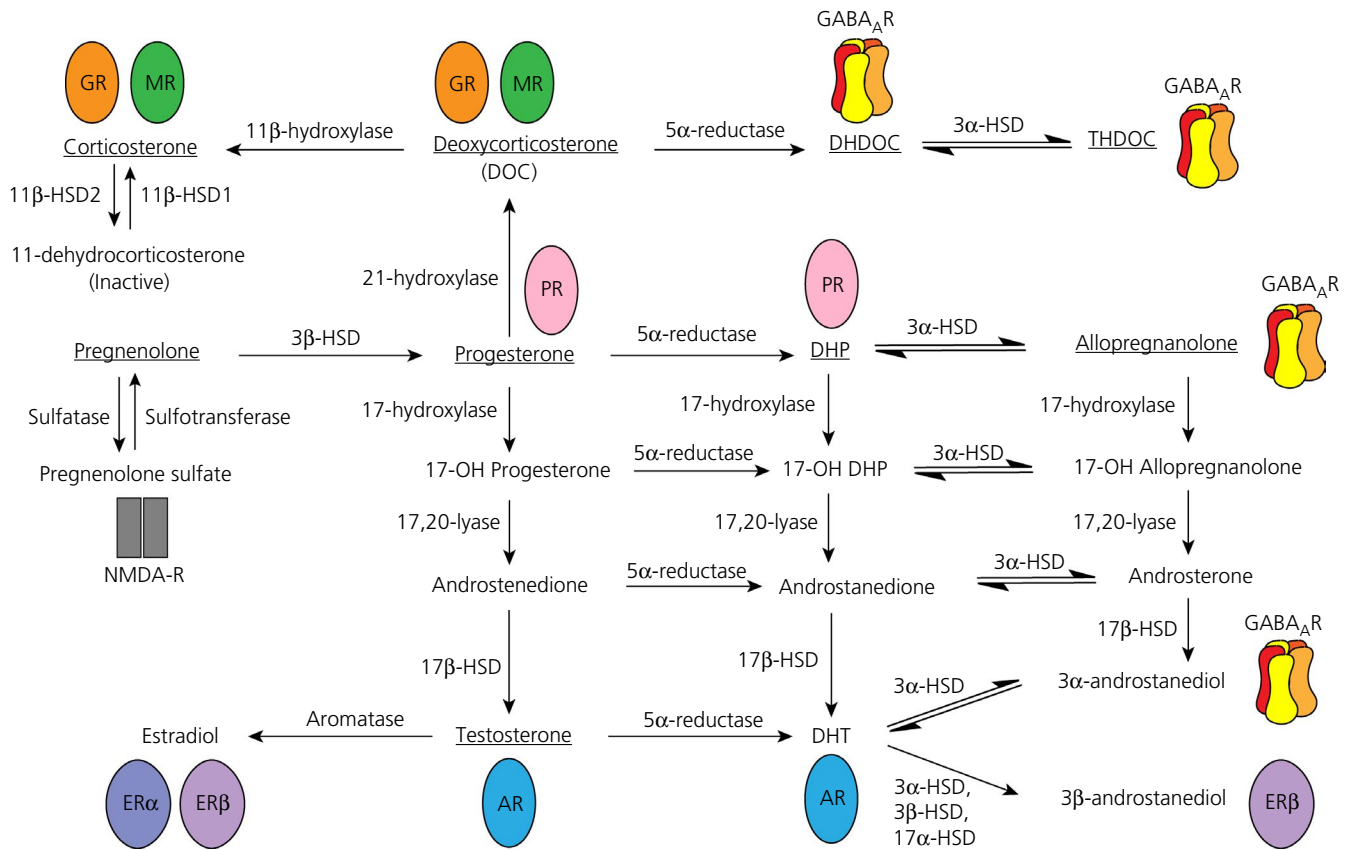 GABA_AR
GR
MR
GR
MR
GABA_AR
Corticosterone
11β-hydroxylase
Deoxycorticosterone
(DOC)
5α-reductase
DHDOC
3α-HSD
THDOC
11β-HSD2
11β-HSD1
11-dehydrocorticosterone
(Inactive)
21-hydroxylase
PR
PR
GABA_AR
Pregnenolone
3β-HSD
Progesterone
5α-reductase
DHP
3α-HSD
Allopregnanolone
Sulfatase
Sulfotransferase
17-hydroxylase
17-hydroxylase
17-hydroxylase
Pregnenolone sulfate
17-OH Progesterone
5α-reductase
17-OH DHP
3α-HSD
17-OH Allopregnanolone
NMDA-R
17,20-lyase
17,20-lyase
17,20-lyase
Androstenedione
5α-reductase
Androstanedione
3α-HSD
Androsterone
17β-HSD
17β-HSD
17β-HSD
GABA_AR
3α-HSD
3α-androstanediol
Estradiol
Aromatase
Testosterone
5α-reductase
DHT
ERα
ERβ
AR
AR
3α-HSD,
3β-HSD,
17α-HSD
3β-androstanediol
ERβ